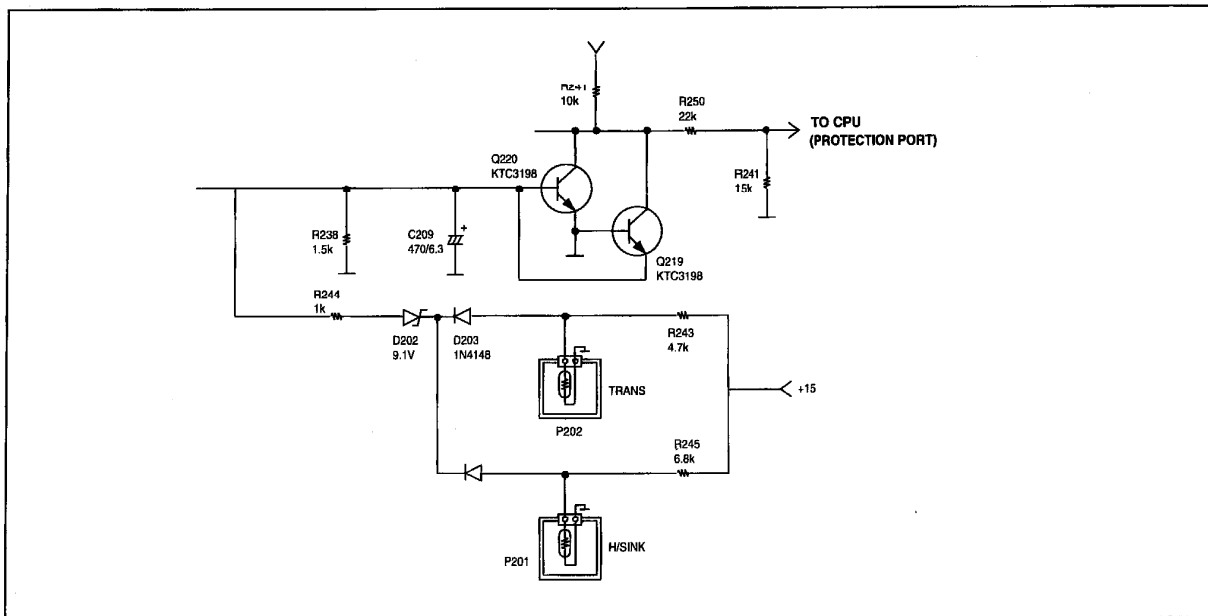 10k
R250
22k
TO CPU
(PROTECTION PORT)
Q220
KTC3198
R241
15k
R238
1.5k
C209
470/6.3
+
Q219
KTC3198
R244
1k
D202
9.1V
D203
1N4148
R243
4.7k
TRANS
+15
P202
R245
6.8k
P201
H/SINK